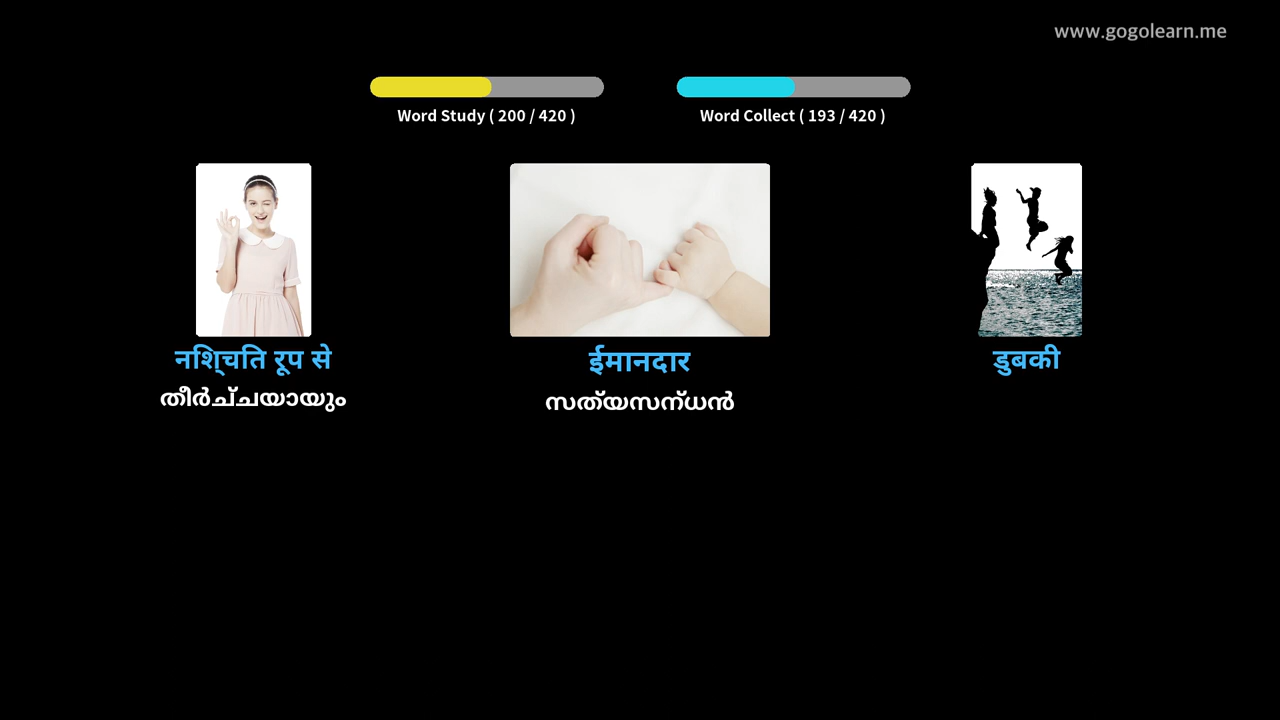 www.gogolearn.me
Word Study ( 200 / 420 )
Word Collect ( 193 / 420 )
निश्चित रूप से
ईमानदार
डुबकी
തീർച്ചയായും
സത്യസന്ധൻ